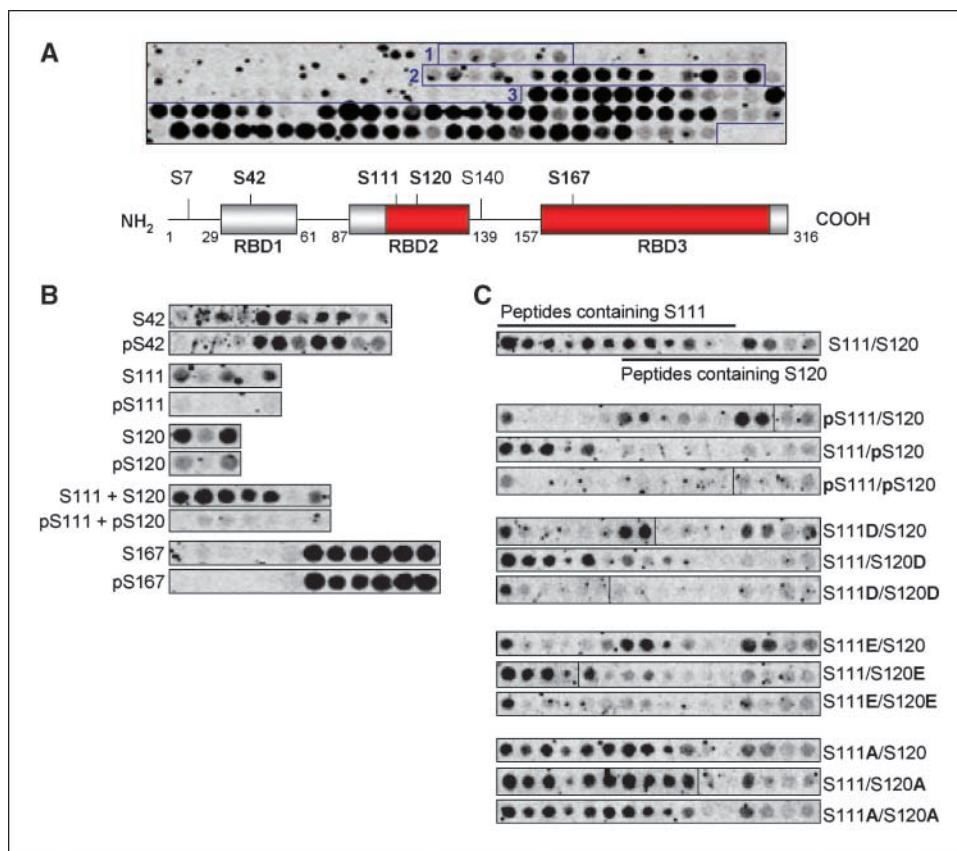 A
1
2
3
S7 S42 S111 S120 S140 S167
NH2 COOH
1 29 61 87 139 157 316
RBD1 RBD2 RBD3
B
S42
pS42
S111
pS111
S120
pS120
S111 + S120
pS111 + pS120
S167
pS167
C
Peptides containing S111
S111/S120
Peptides containing S120
pS111/S120
S111/pS120
pS111/pS120
S111D/S120
S111/S120D
S111D/S120D
S111E/S120
S111/S120E
S111E/S120E
S111A/S120
S111/S120A
S111A/S120A